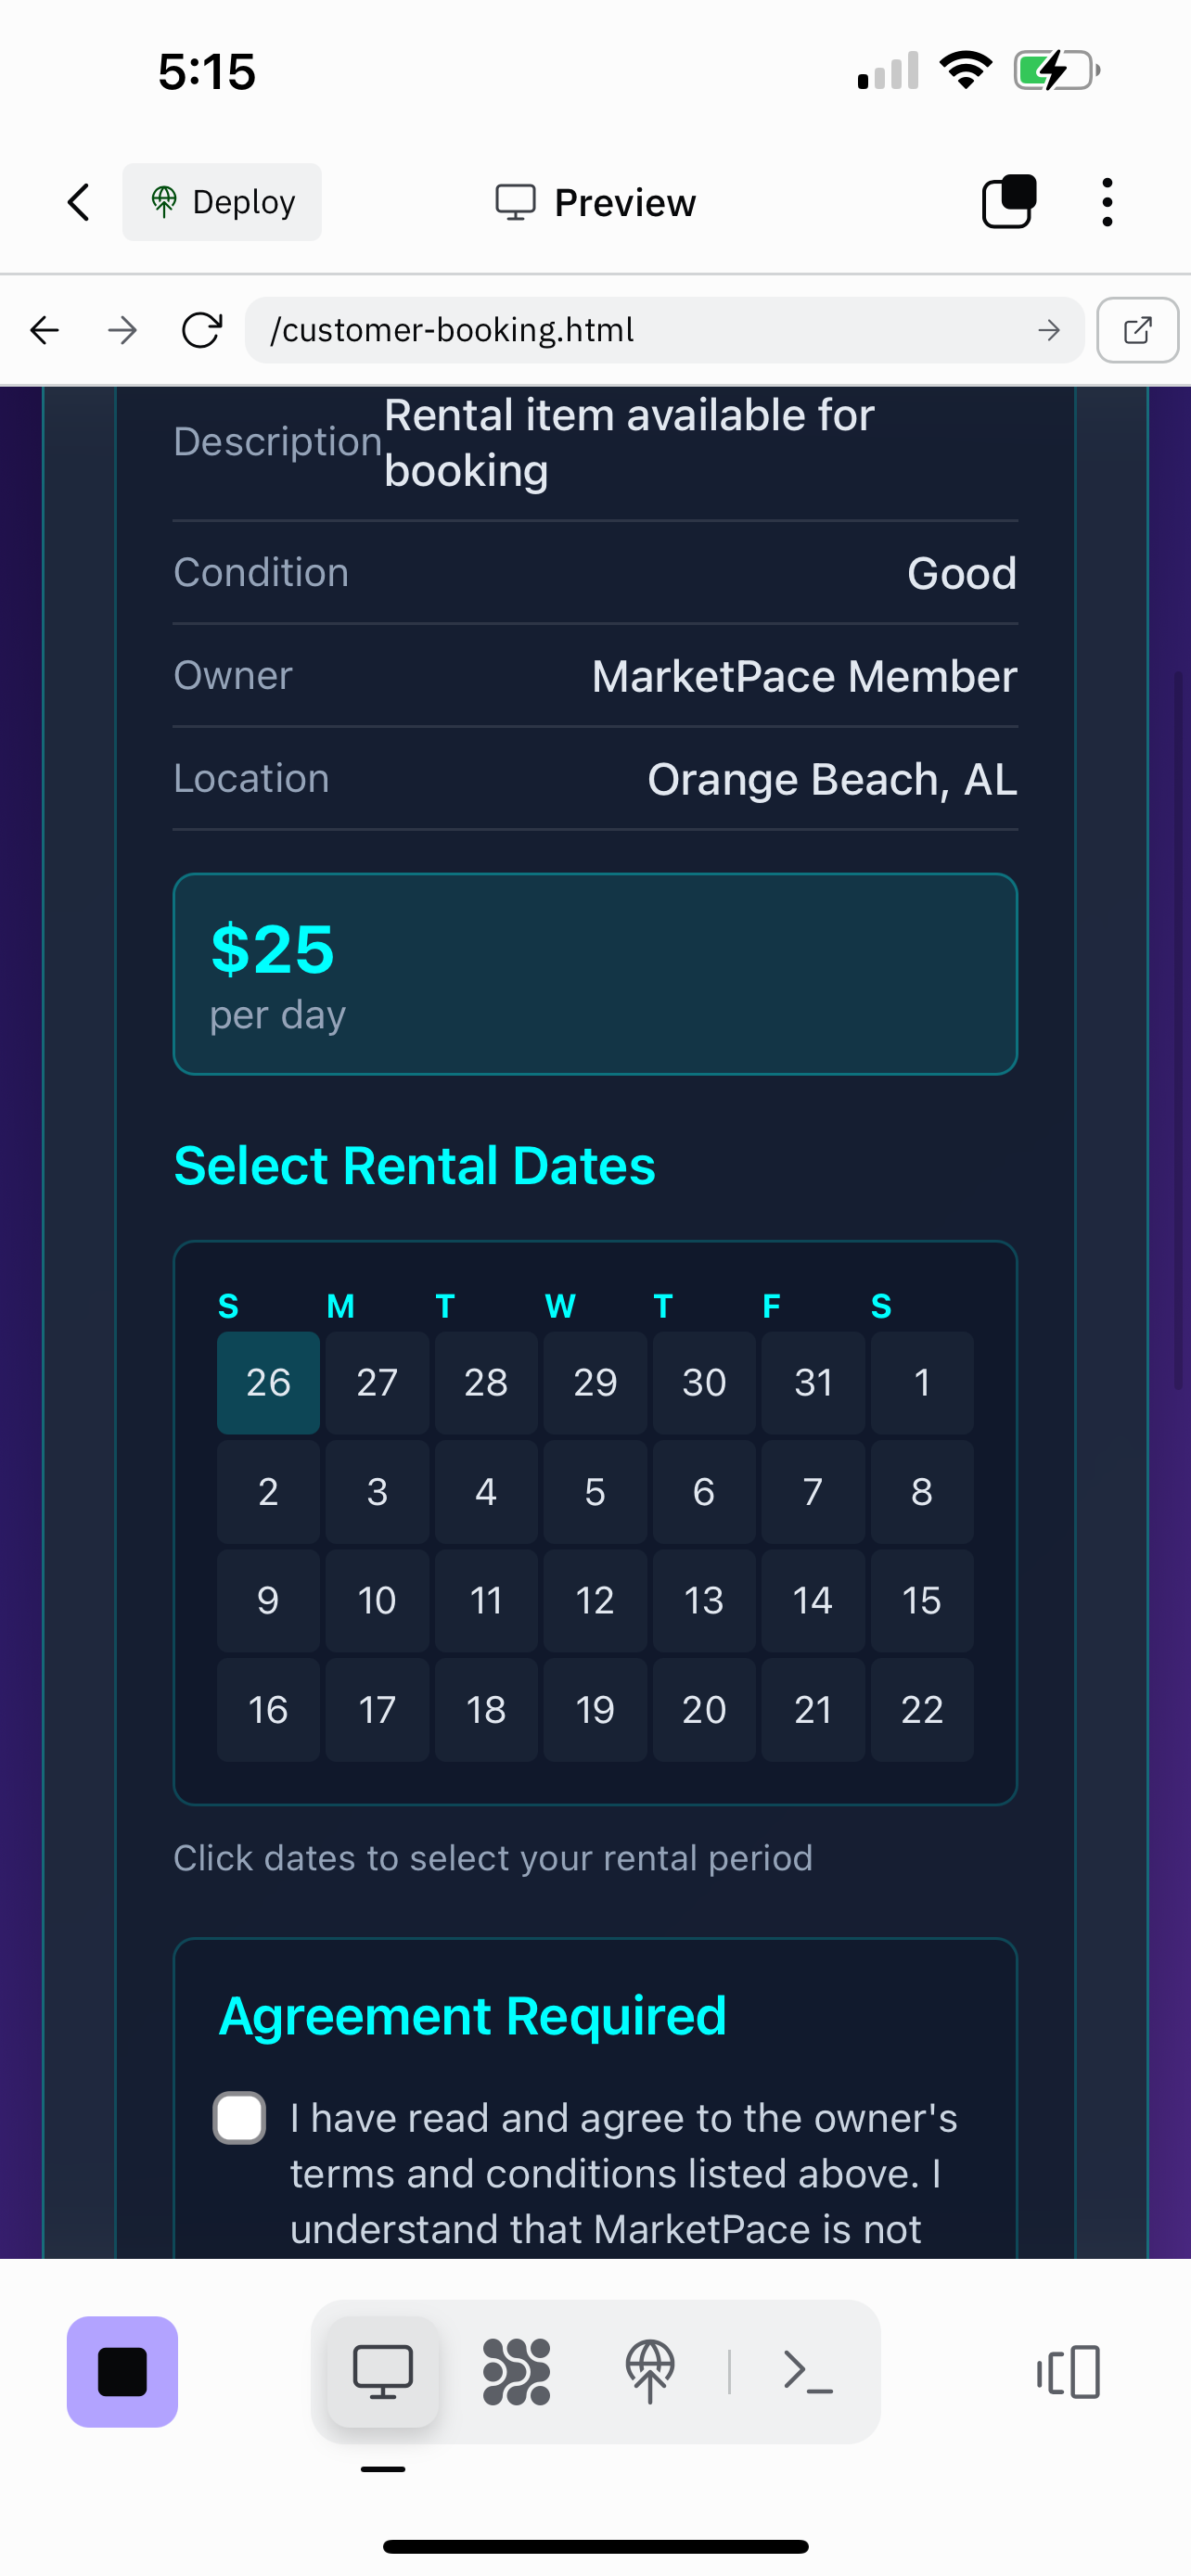 5:15
Deploy
Preview
/customer-booking.html
Description
Rental item available for
booking
Condition
Good
Owner
MarketPace Member
Location
Orange Beach, AL
$25
per day
Select Rental Dates
S M T W T F S
26 27 28 29 30 31 1
2 3 4 5 6 7 8
9 10 11 12 13 14 15
16 17 18 19 20 21 22
Click dates to select your rental period
Agreement Required
I have read and agree to the owner's
terms and conditions listed above. I
understand that MarketPace is not